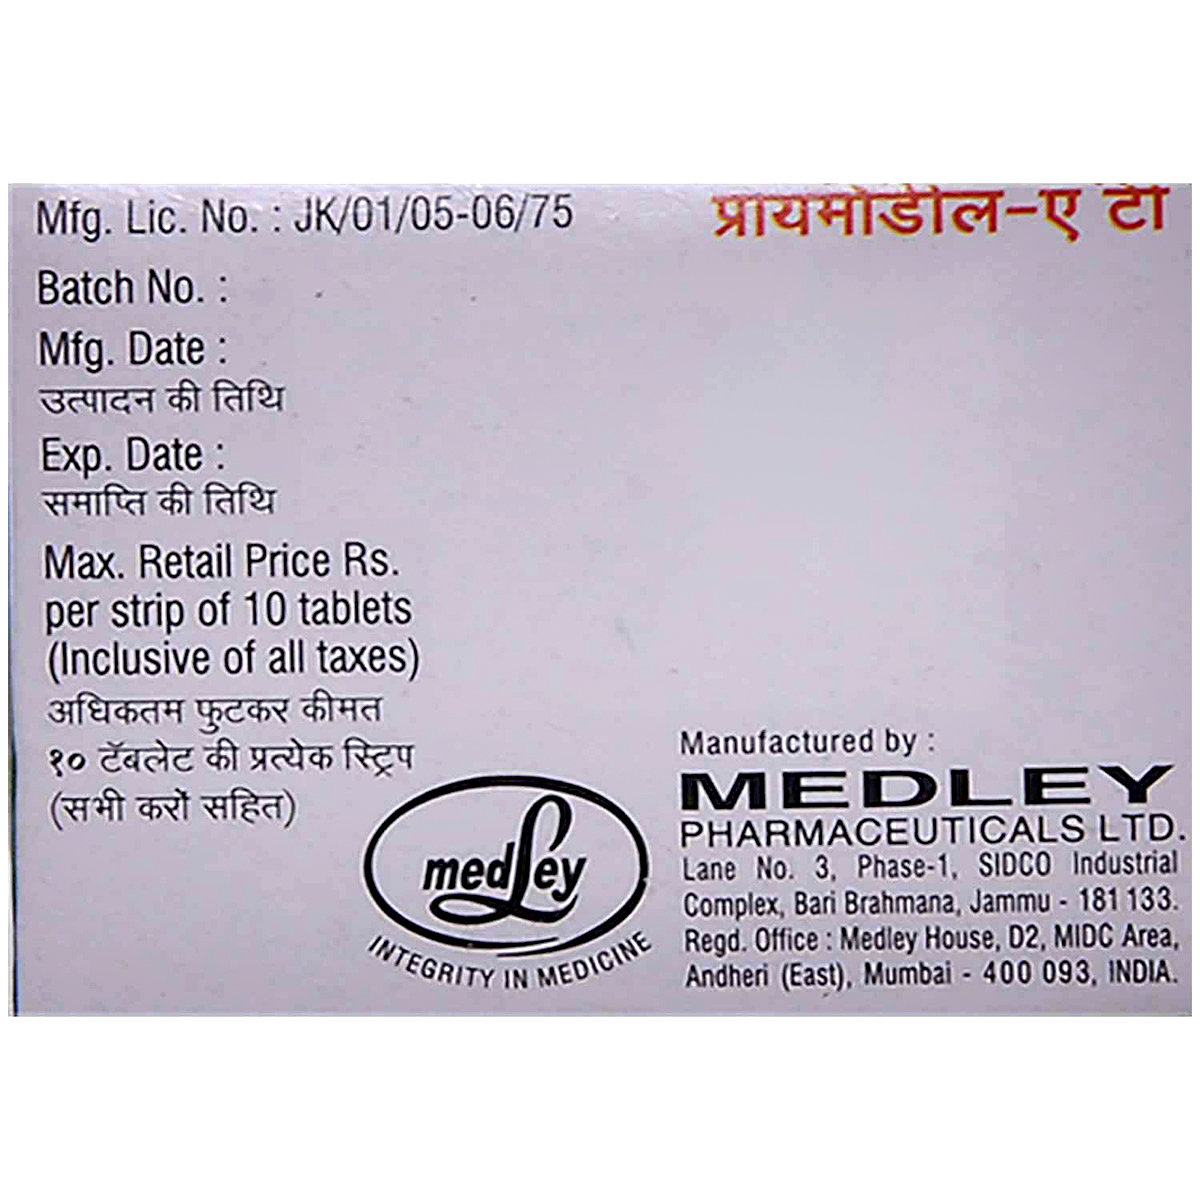 Mfg. Lic. No. : JK/01/05-06/75
प्रायमोडील-ए टी
Batch No. :
Mfg. Date :
उत्पादन की तिथि
Exp. Date :
समाप्ति की तिथि
Max. Retail Price Rs.
per strip of 10 tablets
(Inclusive of all taxes)
अधिकतम फुटकर कीमत
१० टॅबलेट की प्रत्येक स्ट्रिप
(सभी करों सहित)
medley
INTEGRITY IN MEDICINE
Manufactured by :
MEDLEY
PHARMACEUTICALS LTD.
Lane No. 3, Phase-1, SIDCO Industrial
Complex, Bari Brahmana, Jammu - 181 133.
Regd. Office : Medley House, D2, MIDC Area,
Andheri (East), Mumbai - 400 093, INDIA.